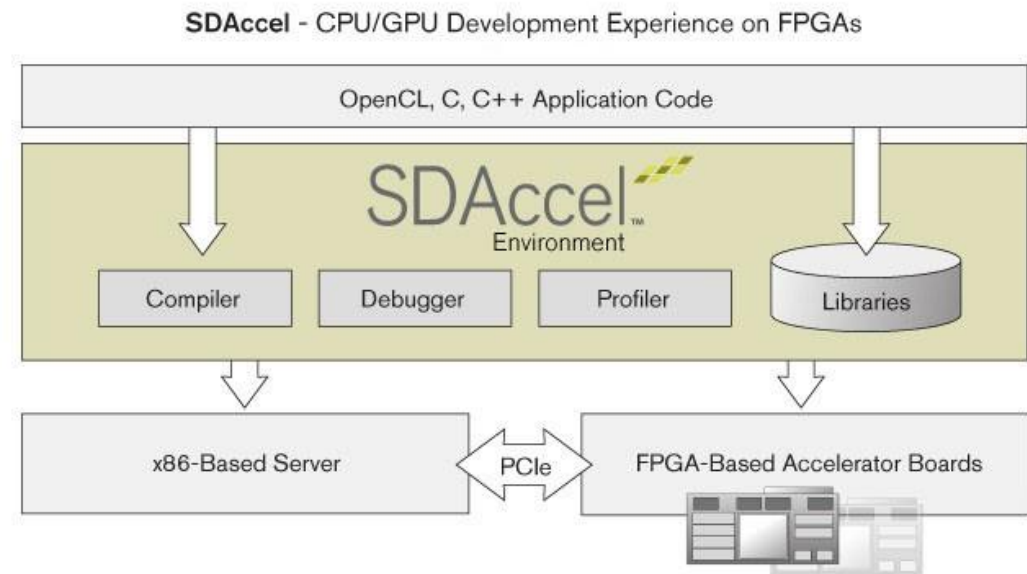 SDAccel - CPU/GPU Development Experience on FPGAs
OpenCL, C, C++ Application Code
SDAccel™
Environment
Compiler
Debugger
Profiler
Libraries
x86-Based Server
PCIe
FPGA-Based Accelerator Boards